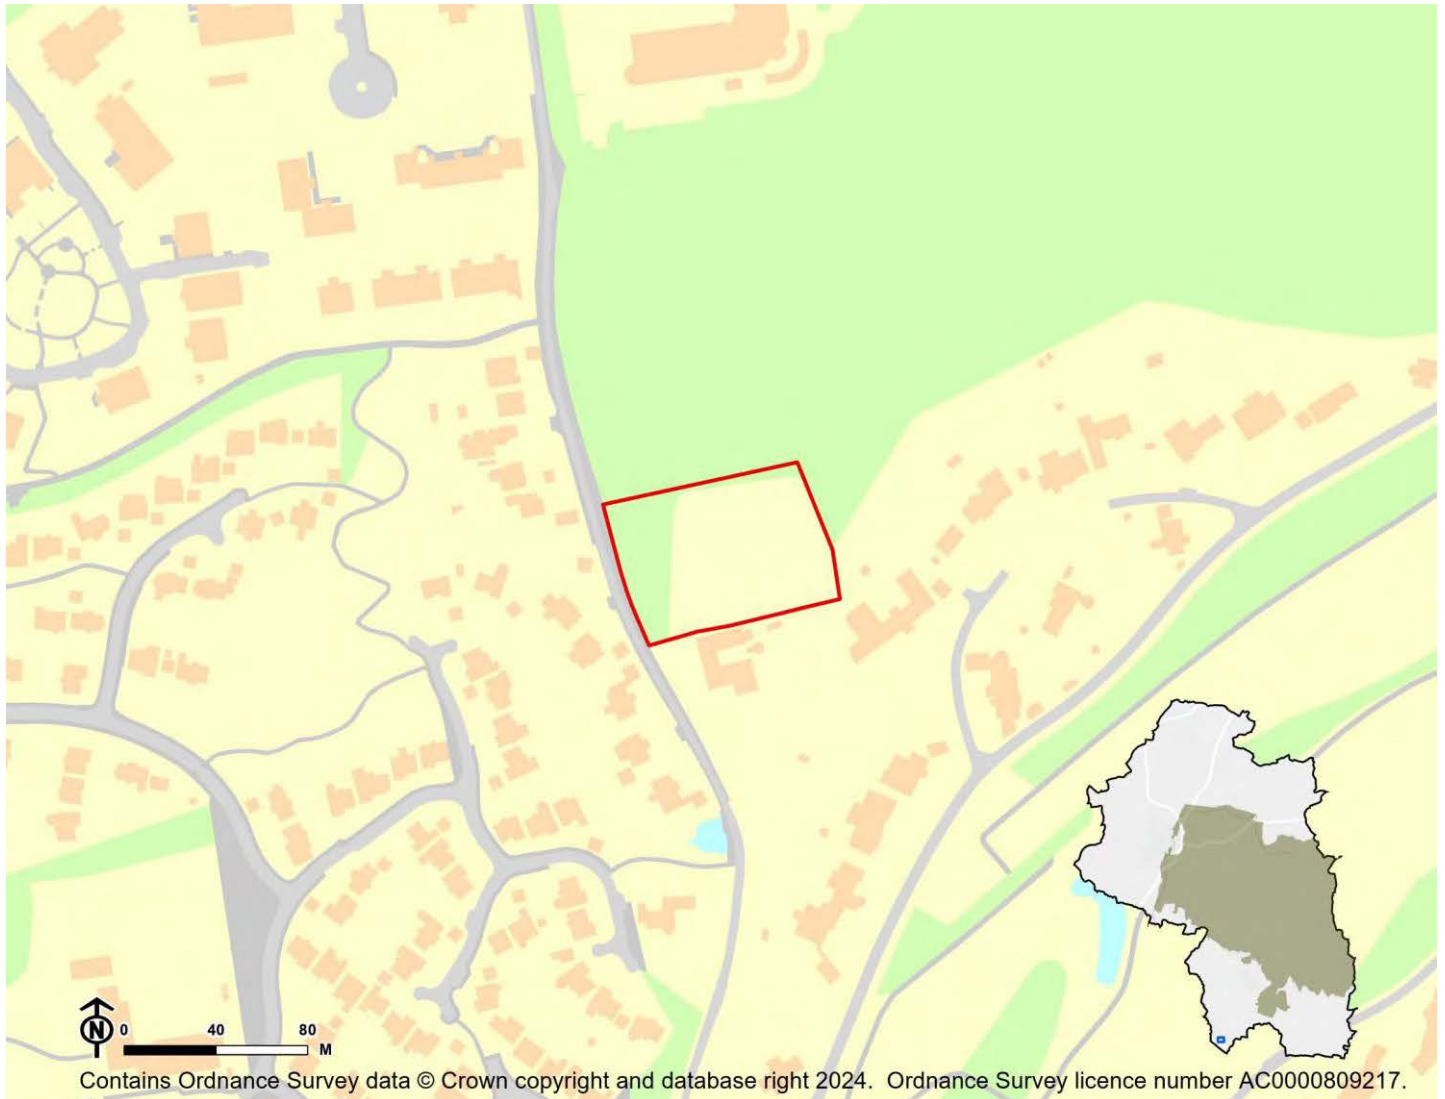 N
0 40 80
M
Contains Ordnance Survey data © Crown copyright and database right 2024. Ordnance Survey licence number AC0000809217.